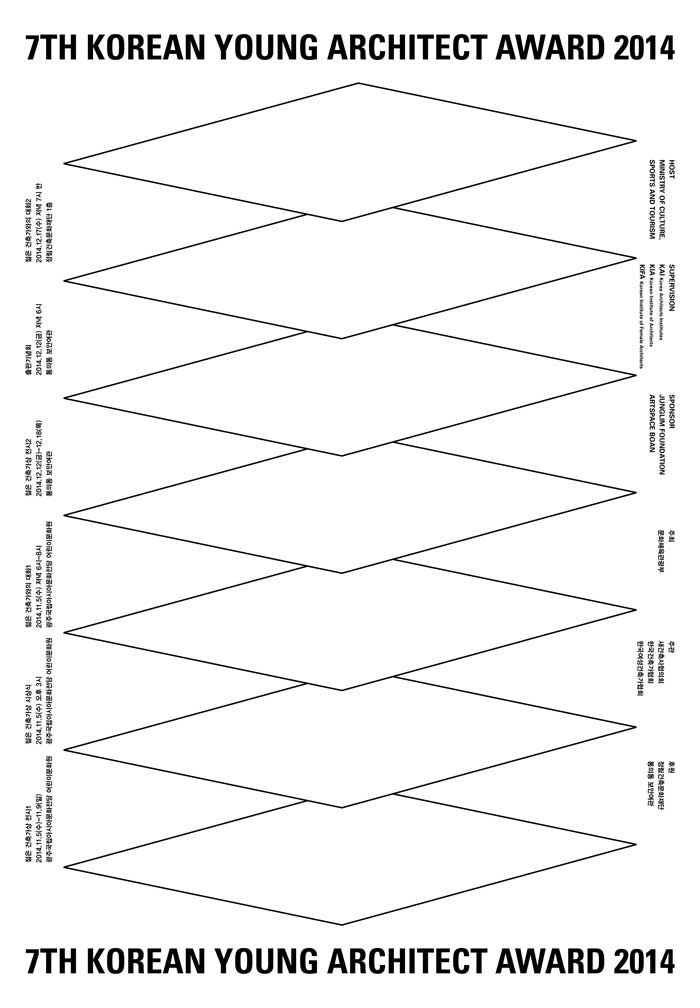 7TH KOREAN YOUNG ARCHITECT AWARD 2014
젊은 건축가와의 대화2
2014.12.17(수) 저녁 7시 반
정림건축문화재단 1층
출판기념회
2014.12.12(금) 저녁 6시
통의동 보안여관
젊은 건축가상 전시2
2014.12.12(금)–12.18(목)
통의동 보안여관
젊은 건축가와의 대화1
2014.11.5(수) 저녁 6시–8시
광주국립아시아문화전당 어린이문화원
젊은 건축가상 시상식
2014.11.5(수) 오후 3시
광주국립아시아문화전당 어린이문화원
젊은 건축가상 전시1
2014.11.5(수)–11.9(일)
광주국립아시아문화전당 어린이문화원
HOST
MINISTRY OF CULTURE,
SPORTS AND TOURISM
SUPERVISION
KAI Korea Architects Institutes
KIA Korean Institute of Architects
KIFA Korean Institute of Female Architects
SPONSOR
JUNGLIM FOUNDATION
ARTSPACE BOAN
주최
문화체육관광부
주관
새건축사협의회
한국건축가협회
한국여성건축가협회
후원
정림건축문화재단
통의동 보안여관
7TH KOREAN YOUNG ARCHITECT AWARD 2014